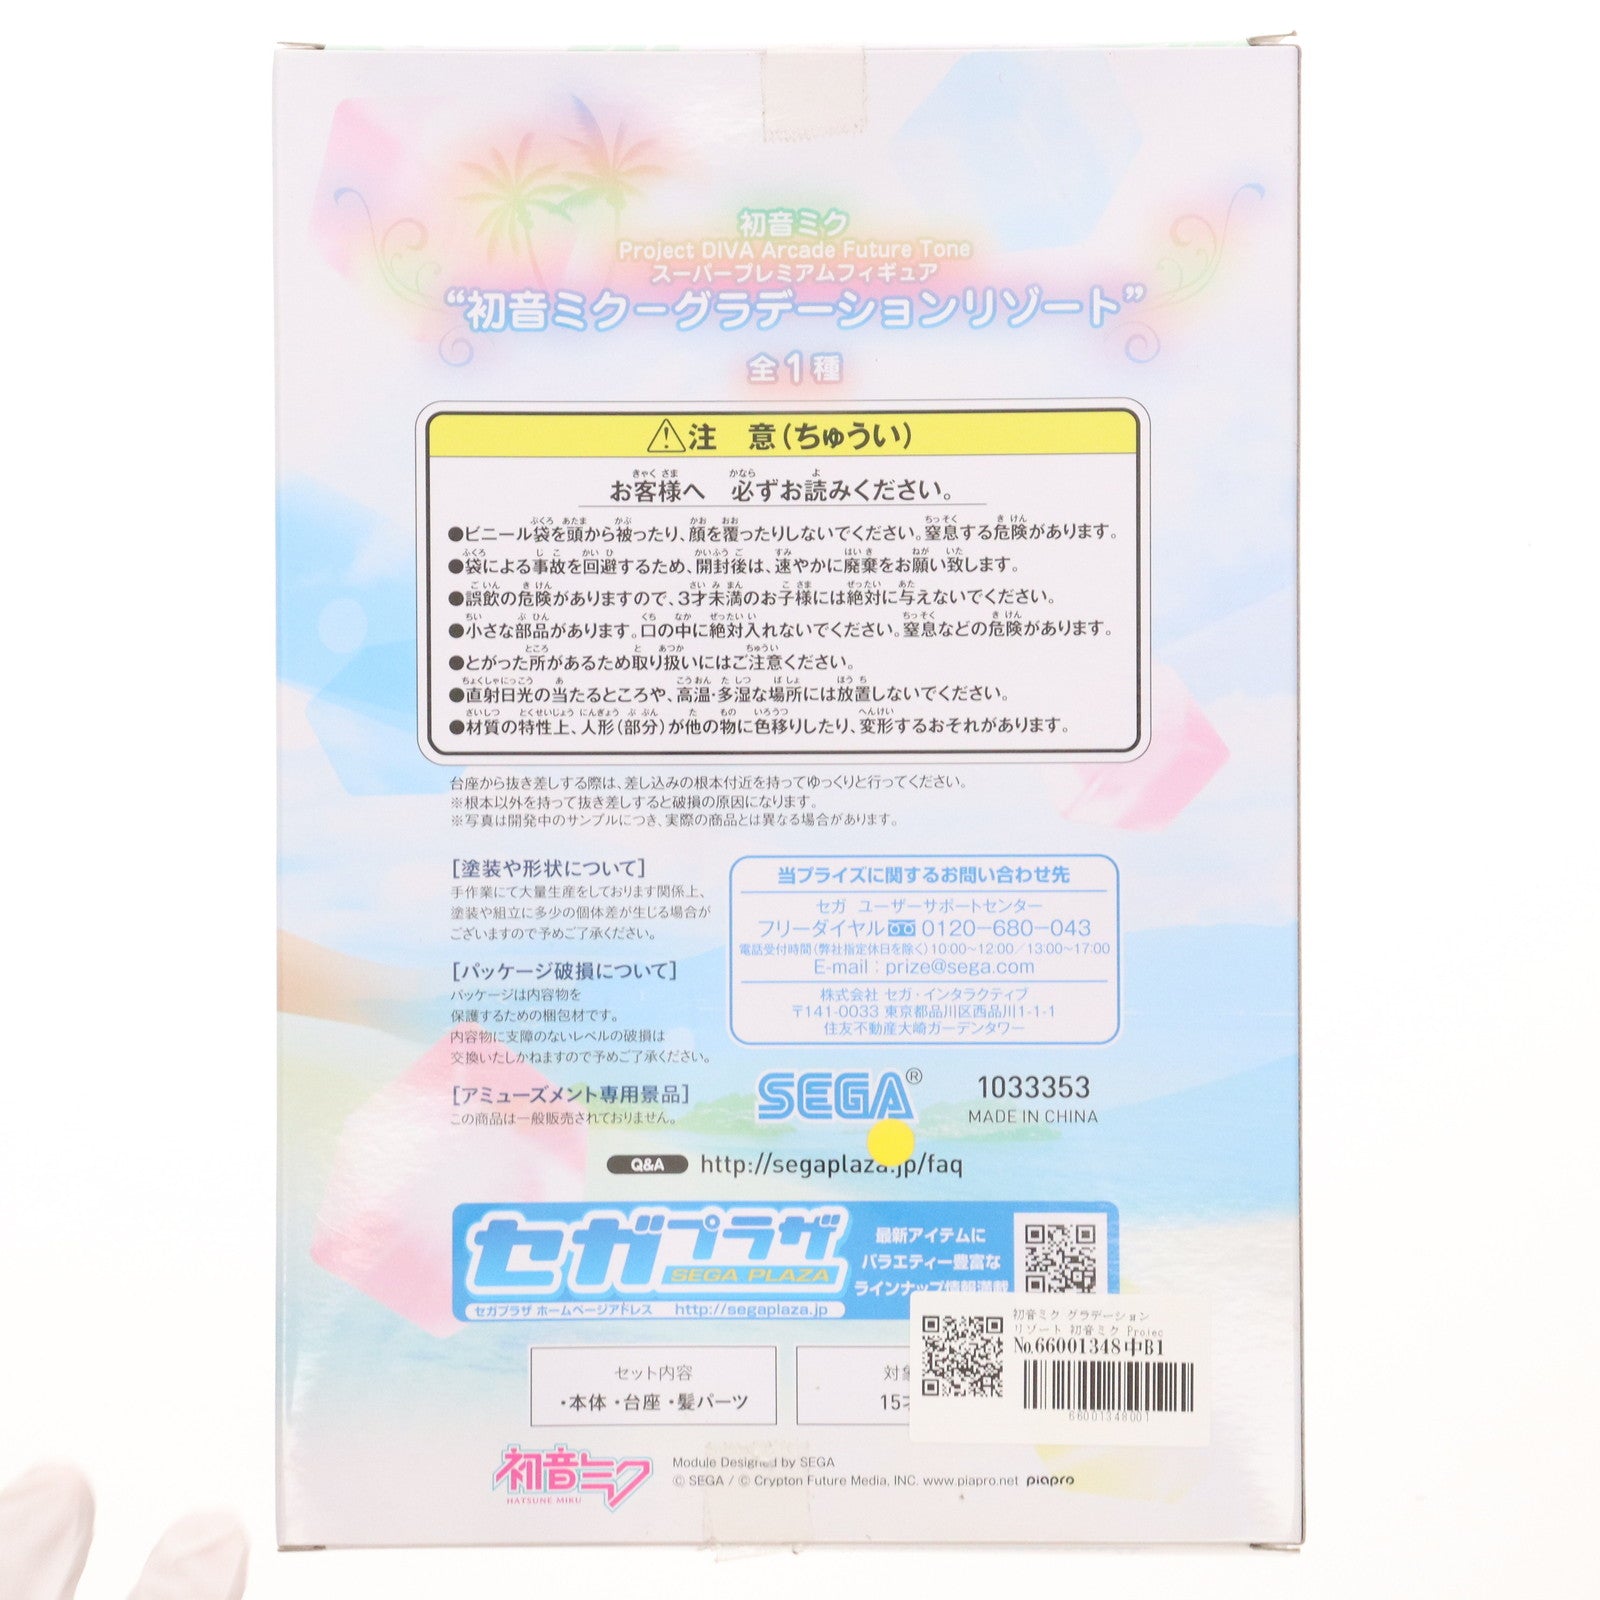 初音ミク
Project DIVA Arcade Future Tone
スーパープレミアムフィギュア
“初音ミク－グラデーションリゾート”
全1種
⚠注 意(ちゅうい)
お客様へ 必ずお読みください。
●ビニール袋を頭から被ったり、顔を覆ったりしないでください。窒息する危険があります。
●袋による事故を回避するため、開封後は、速やかに廃棄をお願い致します。
●誤飲の危険がありますので、3才未満のお子様には絶対に与えないでください。
●小さな部品があります。口の中に絶対入れないでください。窒息などの危険があります。
●とがった所があるため取り扱いにはご注意ください。
●直射日光の当たるところや、高温・多湿な場所には放置しないでください。
●材質の特性上、人形(部分)が他の物に色移りしたり、変形するおそれがあります。
台座から抜き差しする際は、差し込みの根本付近を持ってゆっくりと行ってください。
※根本以外を持って抜き差しすると破損の原因になります。
※写真は開発中のサンプルにつき、実際の商品とは異なる場合があります。
[塗装や形状について]
手作業にて大量生産をしております関係上、
塗装や組立に多少の個体差が生じる場合が
ございますので予めご了承ください。
[パッケージ破損について]
パッケージは内容物を
保護するための梱包材です。
内容物に支障のないレベルの破損は
交換いたしかねますので予めご了承ください。
[アミューズメント専用景品]
この商品は一般販売されておりません。
当プライズに関するお問い合わせ先
セガ ユーザーサポートセンター
フリーダイヤル 0120-680-043
電話受付時間(弊社指定休日を除く)10:00~12:00/13:00~17:00
E-mail : prize@sega.com
株式会社 セガ・インタラクティブ
〒141-0033 東京都品川区西品川1-1-1
住友不動産大崎ガーデンタワー
SEGA®
1033353
MADE IN CHINA
Q&A http://segaplaza.jp/faq
セガプラザ
SEGA PLAZA
セガプラザ ホームページアドレス http://segaplaza.jp
最新アイテムに
バラエティー豊富な
ラインナップ情報満載
初音ミク グラデーション
リゾート 初音ミク Projec
No.66001348中B1
66001348001
セット内容
・本体 ・台座 ・髪パーツ
対象
15才
初音ミク
HATSUNE MIKU
Module Designed by SEGA
© SEGA / © Crypton Future Media, INC. www.piapro.net piapro